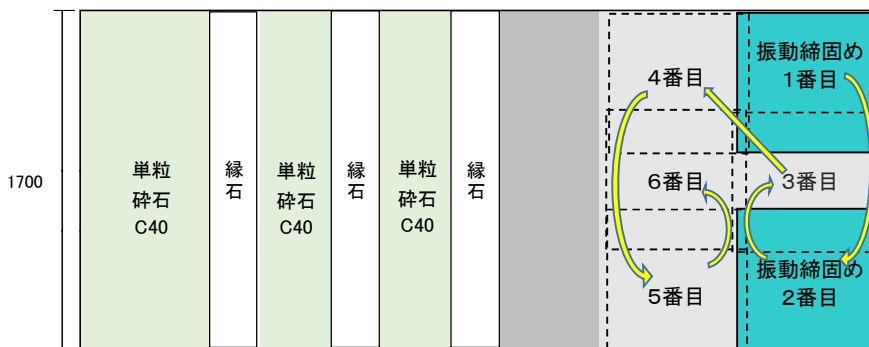 1700
単粒
砕石
C40
縁石
単粒
砕石
C40
縁石
単粒
砕石
C40
縁石
4番目
6番目
5番目
振動締固め
1番目
3番目
振動締固め
2番目